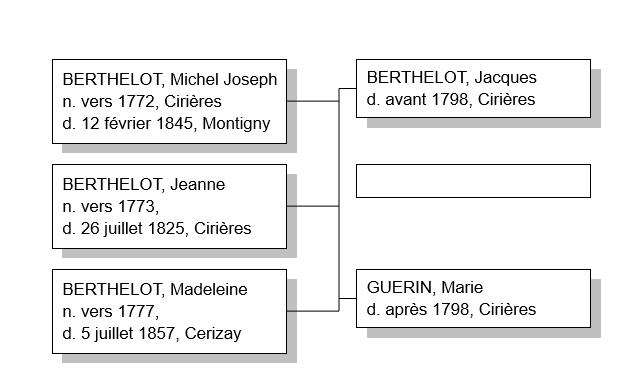 BERTHELOT, Michel Joseph
n. vers 1772, Cirières
d. 12 février 1845, Montigny
BERTHELOT, Jeanne
n. vers 1773,
d. 26 juillet 1825, Cirières
BERTHELOT, Madeleine
n. vers 1777,
d. 5 juillet 1857, Cerizay
BERTHELOT, Jacques
d. avant 1798, Cirières
GUERIN, Marie
d. après 1798, Cirières